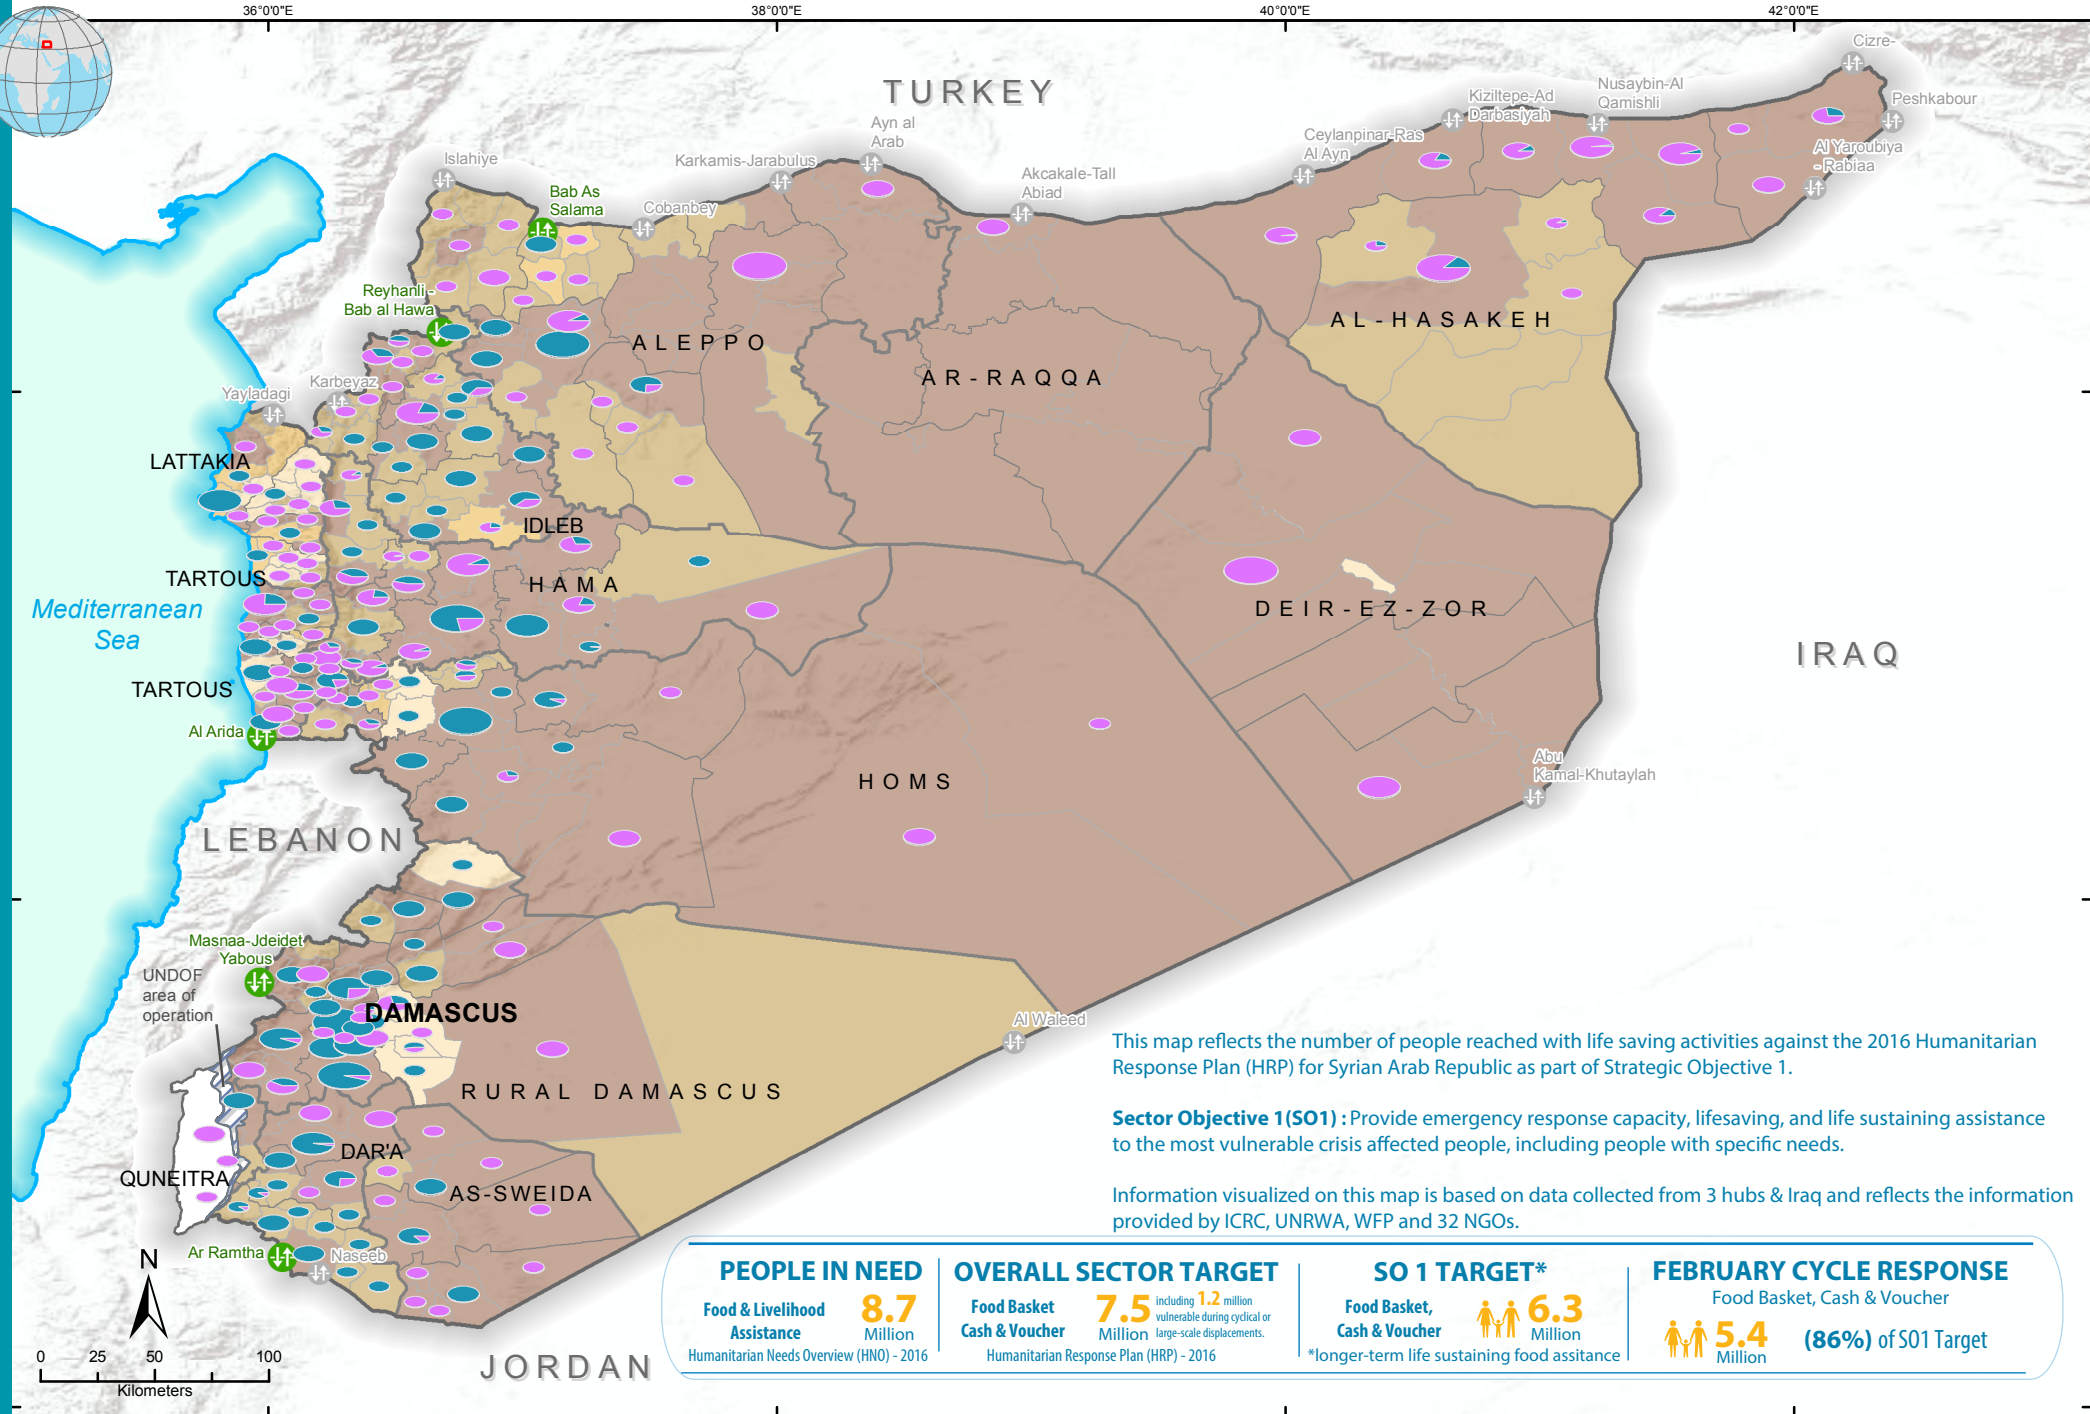 36°0'0"E
38°0'0"E
40°0'0"E
42°0'0"E
Cizre-
TURKEY
Nusaybin-Al
Qamishli
Kiziltepe-Ad
Darbasiyah
Peshkabour
Ayn al
Arab
Ceylanpinar-Ras
Al Ayn
Al Yaroubiya
- Rabiaa
Islahiye
Karkamis-Jarabulus
Akcakale-Tall
Abiad
Bab As
Salama
Cobanbey
Reyhanli -
Bab al Hawa
ALEPPO
AL-HASAKEH
AR-RAQQA
Karbeyaz
Yayladagi
LATTAKIA
IDLEB
HAMA
TARTOUS
Mediterranean
Sea
DEIR-EZ-ZOR
IRAQ
TARTOUS
Al Arida
HOMS
Abu
Kamal-Khutaylah
LEBANON
Masnaa-Jdeidet
Yabous
UNDOF
area of
operation
DAMASCUS
Al Waleed
RURAL DAMASCUS
DAR'A
QUNEITRA
AS-SWEIDA
Ar Ramtha
Naseeb
JORDAN
N
0 25 50 100
Kilometers
This map reflects the number of people reached with life saving activities against the 2016 Humanitarian
Response Plan (HRP) for Syrian Arab Republic as part of Strategic Objective 1.
Sector Objective 1(SO1) : Provide emergency response capacity, lifesaving, and life sustaining assistance
to the most vulnerable crisis affected people, including people with specific needs.
Information visualized on this map is based on data collected from 3 hubs & Iraq and reflects the information
provided by ICRC, UNRWA, WFP and 32 NGOs.
PEOPLE IN NEED
Food & Livelihood
Assistance
8.7
Million
Humanitarian Needs Overview (HNO) - 2016
OVERALL SECTOR TARGET
Food Basket
Cash & Voucher
7.5
Million
including 1.2 million
vulnerable during cyclical or
large-scale displacements.
Humanitarian Response Plan (HRP) - 2016
SO 1 TARGET*
Food Basket,
Cash & Voucher
6.3
Million
*longer-term life sustaining food assitance
FEBRUARY CYCLE RESPONSE
Food Basket, Cash & Voucher
5.4
Million
(86%) of SO1 Target